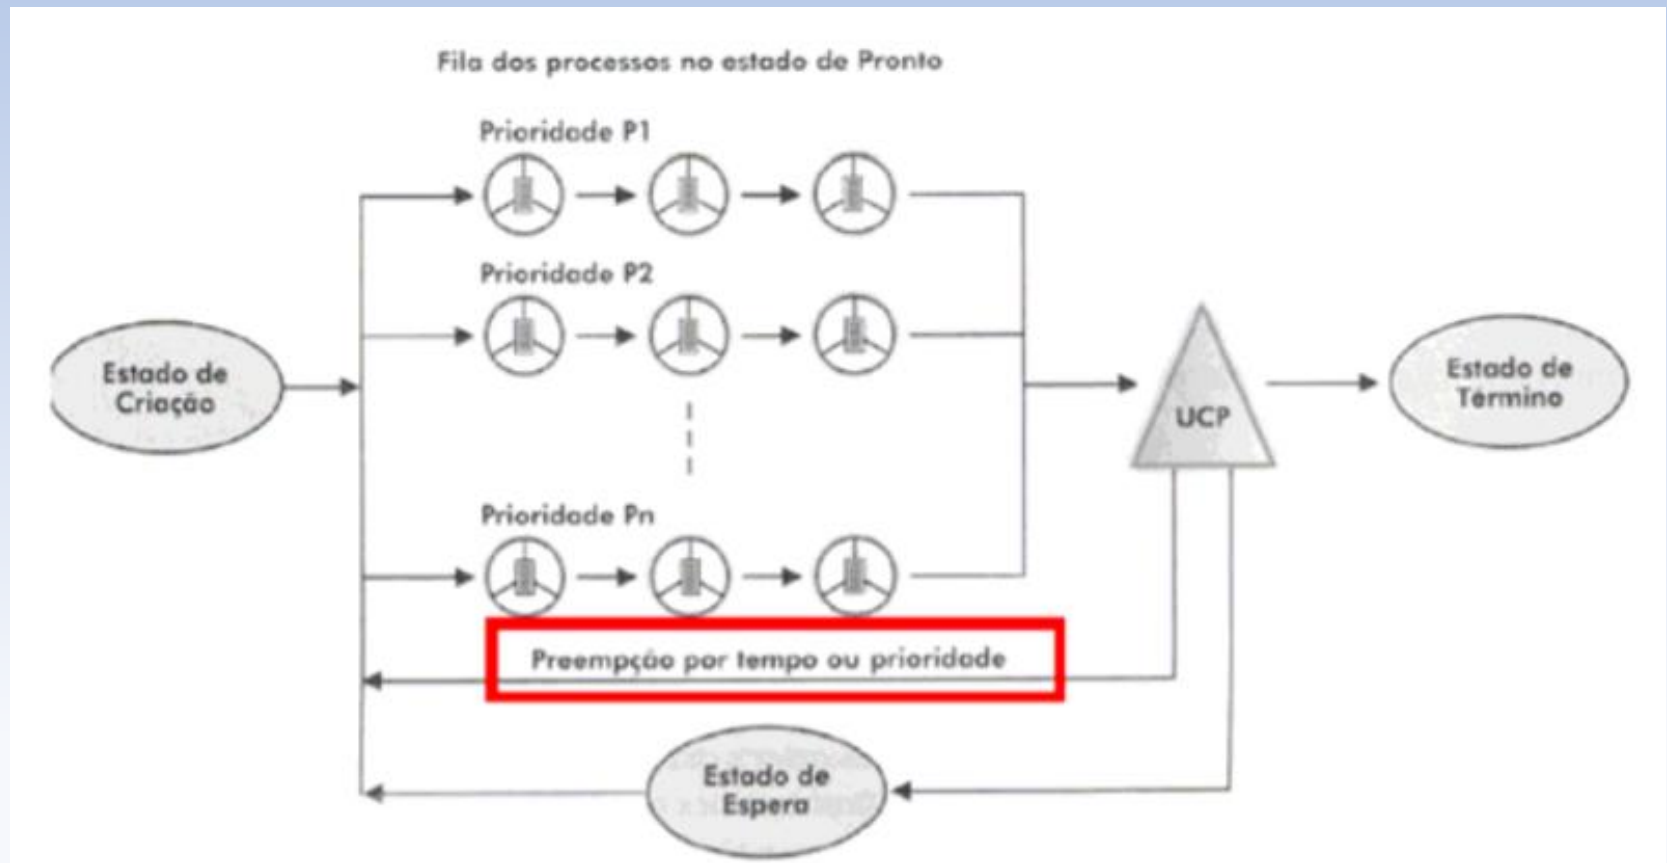 Fila dos processos no estado de Pronto
Prioridade P1
Prioridade P2
Estado de
Criação
UCP
Estado de
Término
Prioridade Pn
Preempção por tempo ou prioridade
Estado de
Espera